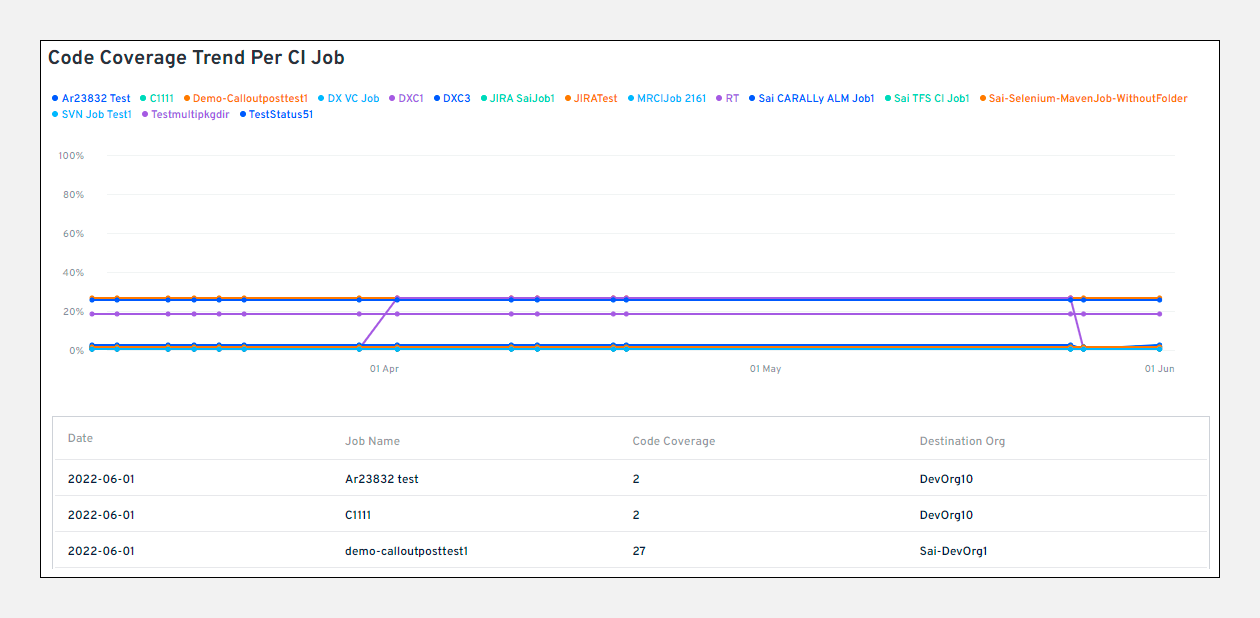 Code Coverage Trend Per CI Job
Ar23832 Test C1111 Demo-Calloutposttest1 DX VC Job DXC1 DXC3 JIRA SaiJob1 JIRATest MRCIJob 2161 RT Sai CARALLy ALM Job1 Sai TFS CI Job1 Sai-Selenium-MavenJob-WithoutFolder
SVN Job Test1 Testmultipkgdir TestStatus51
100%
80%
60%
40%
20%
0%
01 Apr 01 May 01 Jun
Date Job Name Code Coverage Destination Org
2022-06-01 Ar23832 test 2 DevOrg10
2022-06-01 C1111 2 DevOrg10
2022-06-01 demo-calloutposttest1 27 Sai-DevOrg1